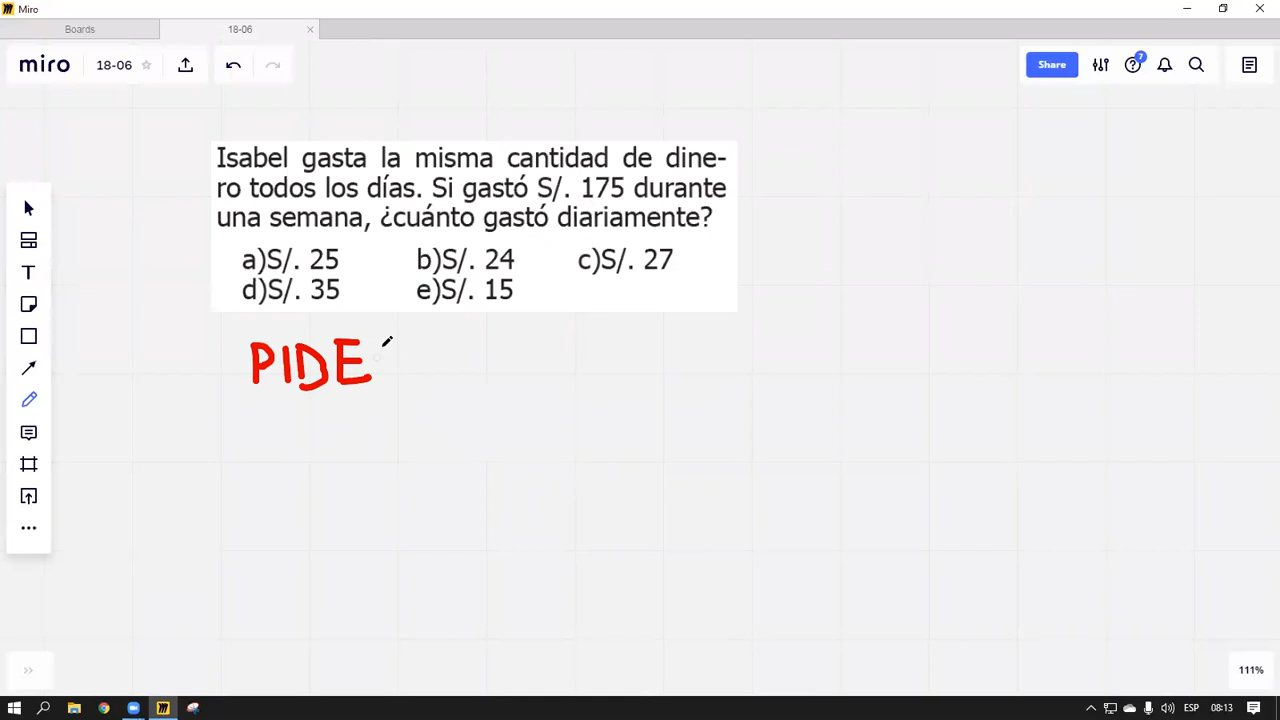 Miro
Boards
18-06
miro
18-06
Share
7
Isabel gasta la misma cantidad de dine-
ro todos los días. Si gastó S/. 175 durante
una semana, ¿cuánto gastó diariamente?
a)S/. 25 b)S/. 24 c)S/. 27
d)S/. 35 e)S/. 15
PIDE
111%
ESP
08:13